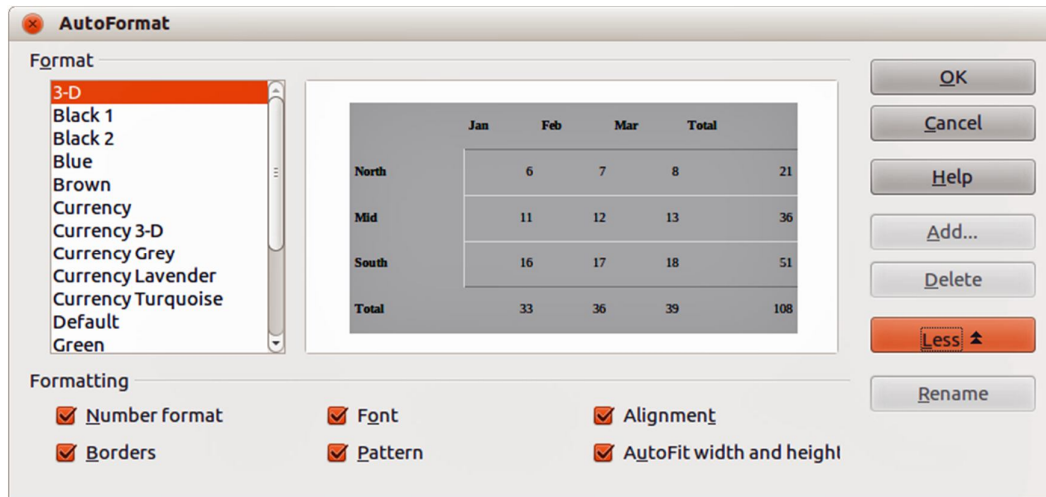 AutoFormat
Format
3-D
Black 1
Black 2
Blue
Brown
Currency
Currency 3-D
Currency Grey
Currency Lavender
Currency Turquoise
Default
Green
Jan Feb Mar Total
North 6 7 8 21
Mid 11 12 13 36
South 16 17 18 51
Total 33 36 39 108
OK
Cancel
Help
Add...
Delete
Less
Rename
Formatting
Number format Font Alignment
Borders Pattern AutoFit width and height